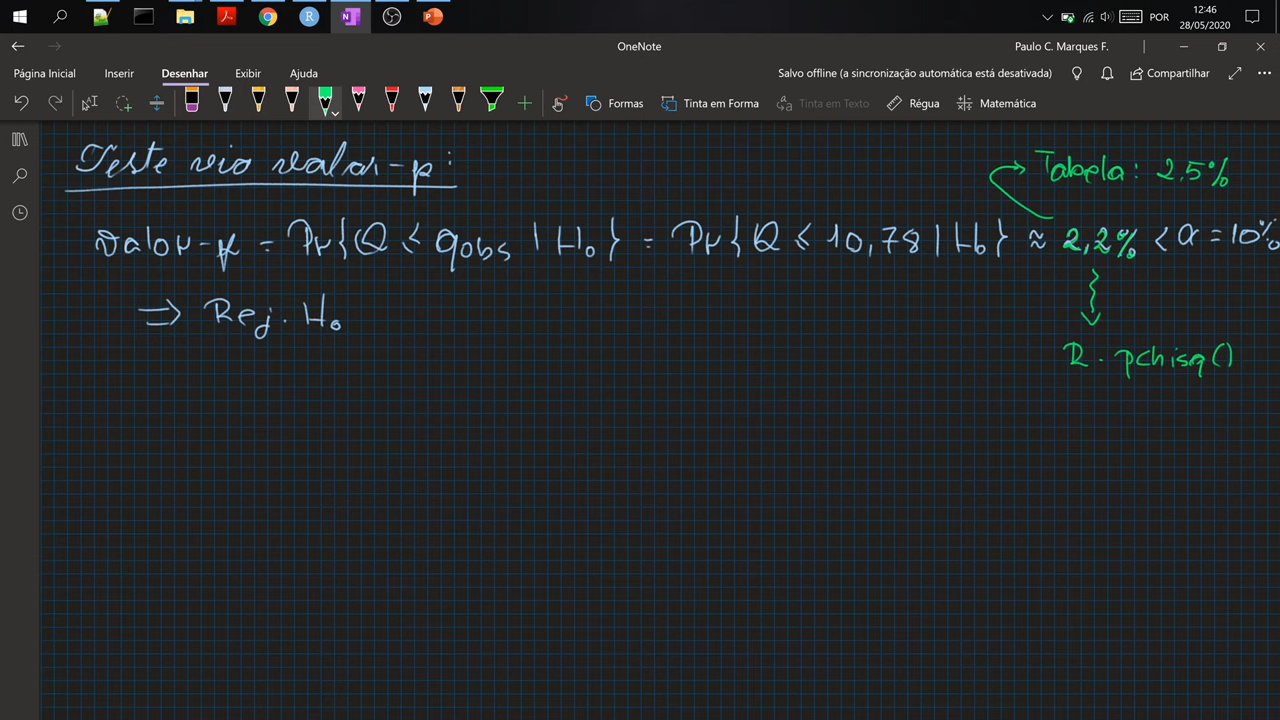 12:46
POR
28/05/2020
OneNote
Paulo C. Marques F.
Página Inicial Inserir Desenhar Exibir Ajuda
Salvo offline (a sincronização automática está desativada)
Compartilhar
Formas Tinta em Forma Tinta em Texto Régua Matemática
Teste via valor-p:
Tabela: 2.5%
valor-p = Pr{Q ≤ qobs | H₀} = Pr{Q ≤ 10,78 | H₀} ≈ 2,2% < α = 10%
⇒ Rej. H₀
R. pchisq()